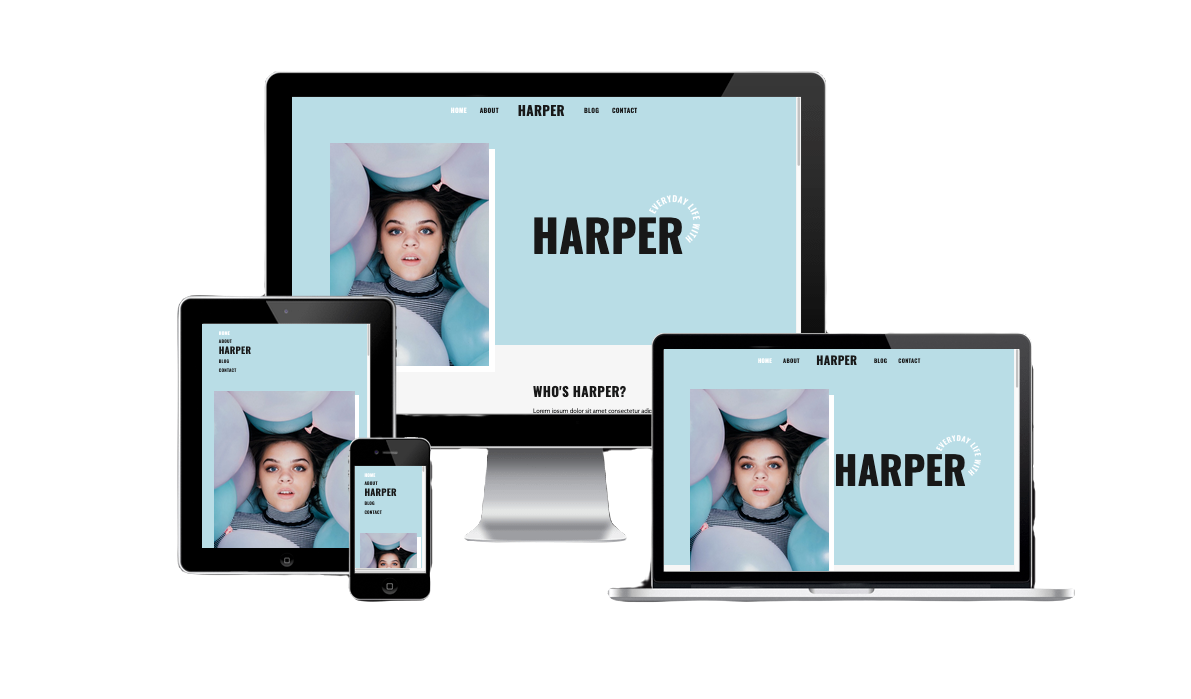 HOME ABOUT HARPER BLOG CONTACT
EVERYDAY LIFE WITH
HARPER
WHO'S HARPER?
Lorem ipsum dolor sit amet consectetur adip
HOME
ABOUT
HARPER
BLOG
CONTACT
HOME
ABOUT
HARPER
BLOG
CONTACT
HOME ABOUT HARPER BLOG CONTACT
EVERYDAY LIFE WITH
HARPER